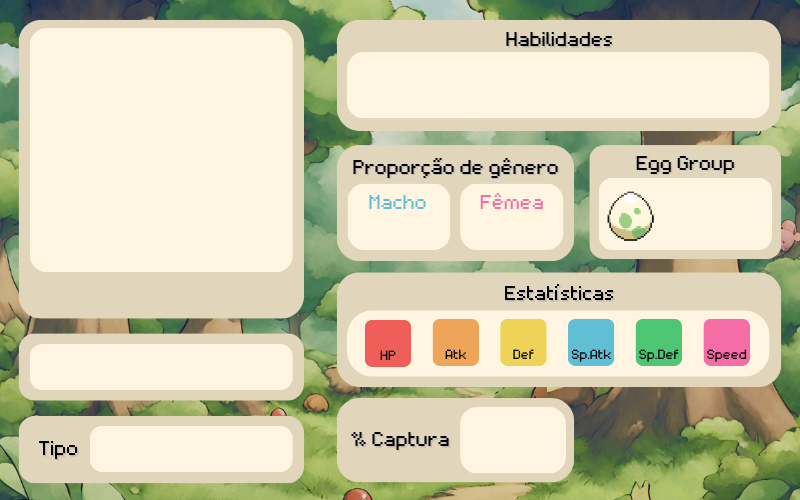 Habilidades
Proporção de gênero
Macho
Fêmea
Egg Group
Estatísticas
HP
Atk
Def
Sp.Atk
Sp.Def
Speed
Tipo
% Captura